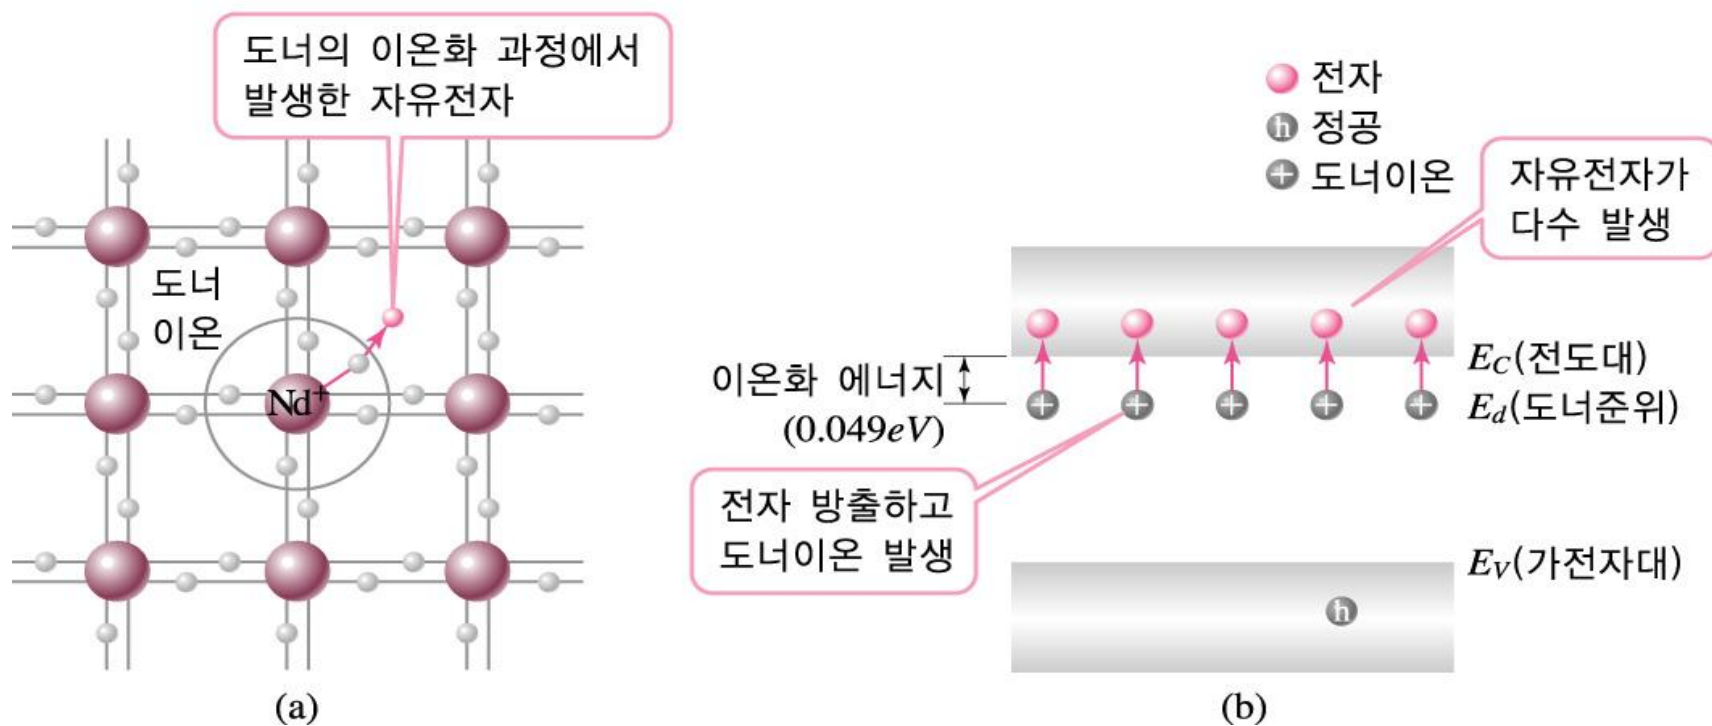 도너의 이온화 과정에서
발생한 자유전자
도너
이온
Nd+
(a)
전자
h 정공
+ 도너이온
자유전자가
다수 발생
이온화 에너지
(0.049eV)
E_C(전도대)
E_d(도너준위)
+ + + + +
전자 방출하고
도너이온 발생
E_V(가전자대)
h
(b)